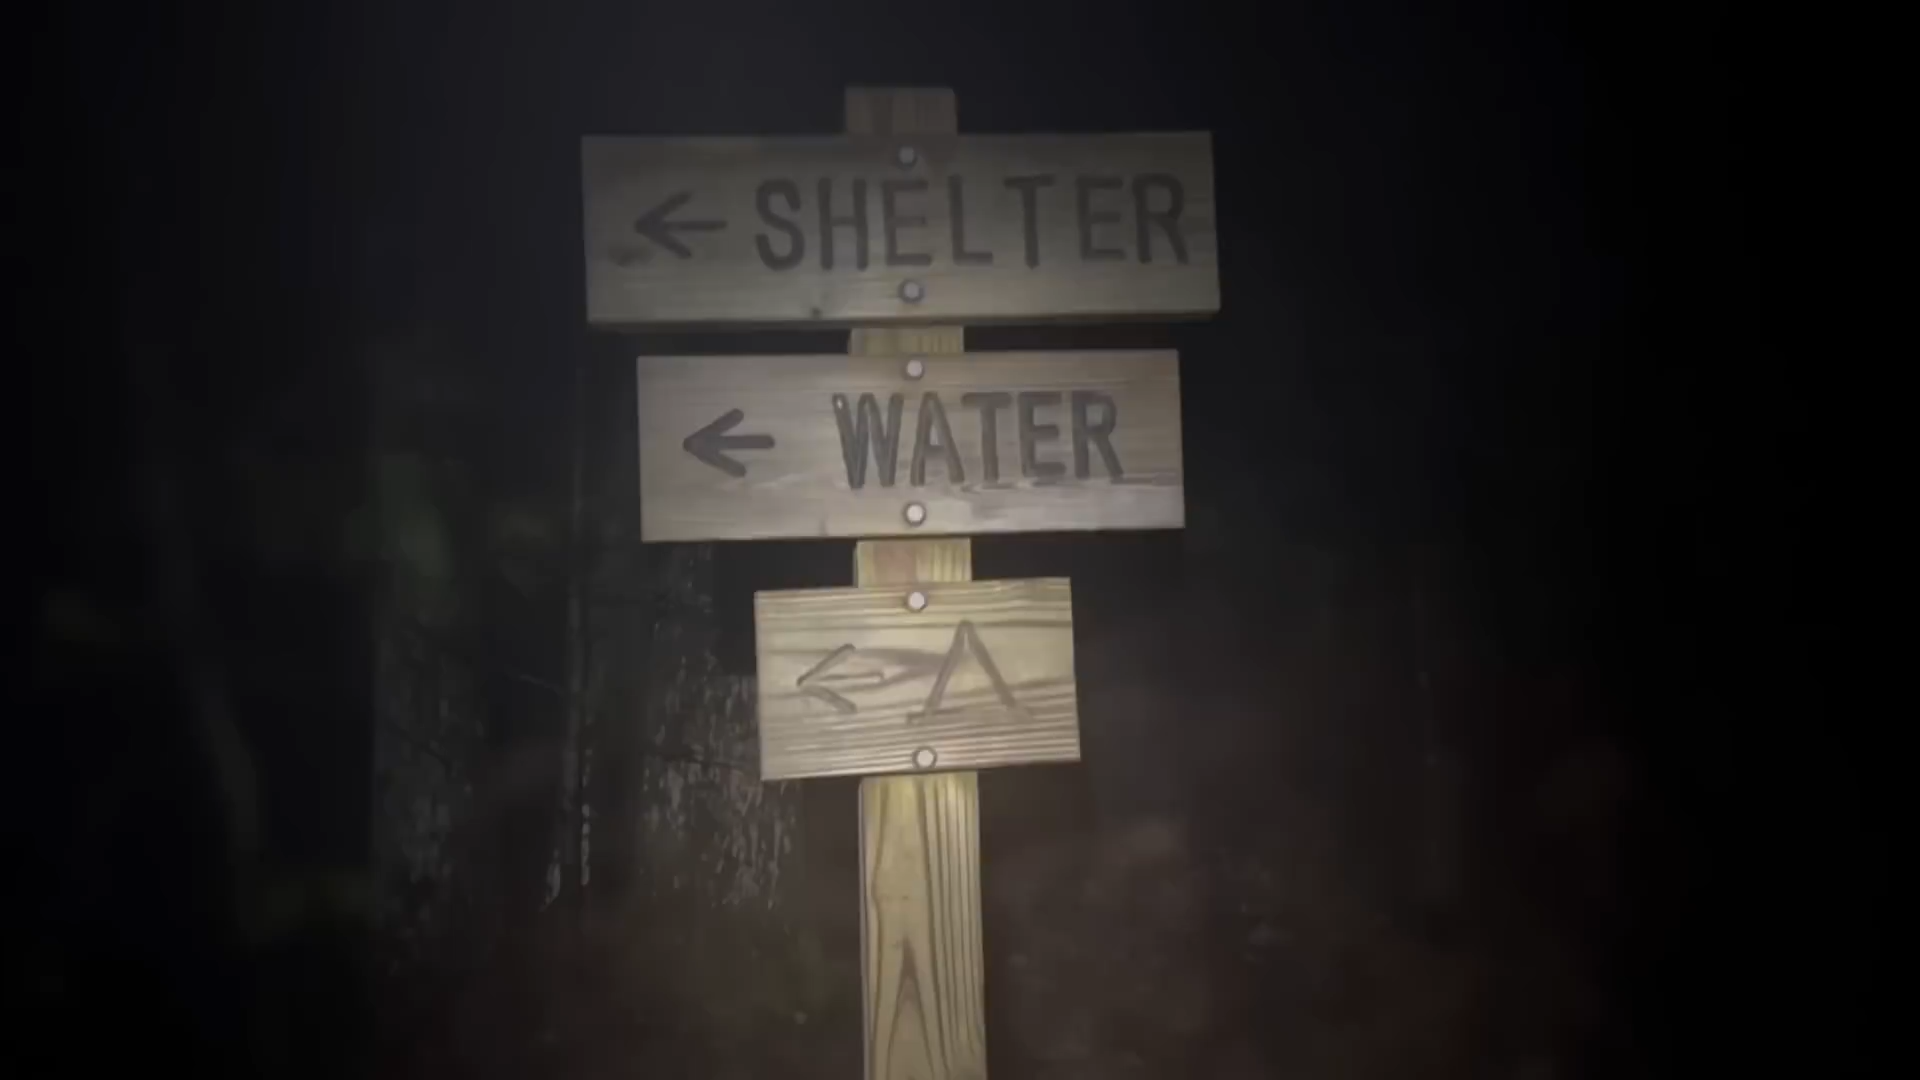 ← SHELTER
← WATER
←